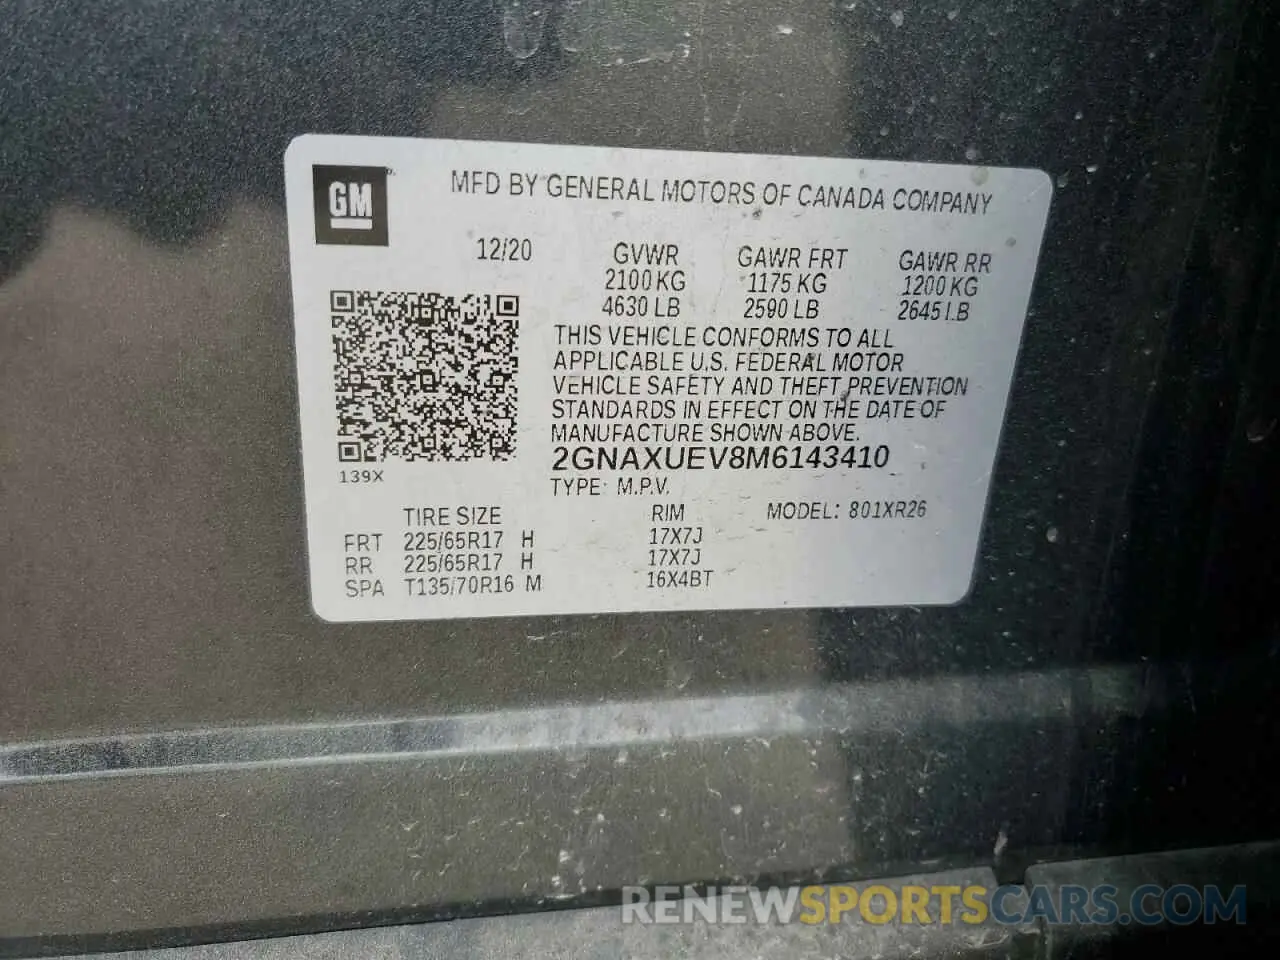 GM
MFD BY GENERAL MOTORS OF CANADA COMPANY
12/20 GVWR GAWR FRT GAWR RR
2100 KG 1175 KG 1200 KG
4630 LB 2590 LB 2645 LB
THIS VEHICLE CONFORMS TO ALL
APPLICABLE U.S. FEDERAL MOTOR
VEHICLE SAFETY AND THEFT PREVENTION
STANDARDS IN EFFECT ON THE DATE OF
MANUFACTURE SHOWN ABOVE.
2GNAXUEV8M6143410
139X
TYPE: M.P.V.
TIRE SIZE RIM MODEL: 801XR26
FRT 225/65R17 H 17X7J
RR 225/65R17 H 17X7J
SPA T135/70R16 M 16X4BT
RENEWSPORTSCARS.COM